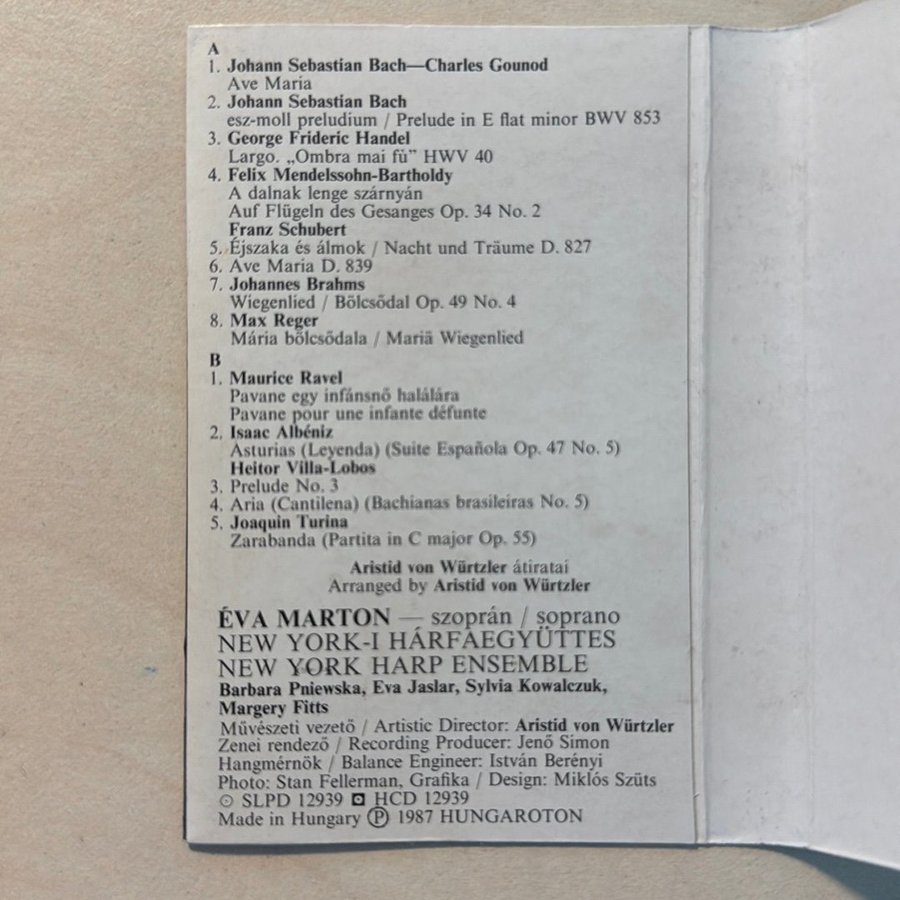 A
1. Johann Sebastian Bach—Charles Gounod
Ave Maria
2. Johann Sebastian Bach
esz-moll preludium / Prelude in E flat minor BWV 853
3. George Frideric Handel
Largo. „Ombra mai fù” HWV 40
4. Felix Mendelssohn-Bartholdy
A dalnak lenge szárnyán
Auf Flügeln des Gesanges Op. 34 No. 2
Franz Schubert
5. Éjszaka és álmok / Nacht und Träume D. 827
6. Ave Maria D. 839
7. Johannes Brahms
Wiegenlied / Bölcsődal Op. 49 No. 4
8. Max Reger
Mária bölcsődala / Mariä Wiegenlied
B
1. Maurice Ravel
Pavane egy infánsnő halálára
Pavane pour une infante défunte
2. Isaac Albéniz
Asturias (Leyenda) (Suite Española Op. 47 No. 5)
Heitor Villa-Lobos
3. Prelude No. 3
4. Aria (Cantilena) (Bachianas brasileiras No. 5)
5. Joaquin Turina
Zarabanda (Partita in C major Op. 55)
Aristid von Würtzler átiratai
Arranged by Aristid von Würtzler
ÉVA MARTON — szoprán / soprano
NEW YORK-I HÁRFAEGYÜTTES
NEW YORK HARP ENSEMBLE
Barbara Pniewska, Eva Jaslar, Sylvia Kowalczuk,
Margery Fitts
Művészeti vezető / Artistic Director: Aristid von Würtzler
Zenei rendező / Recording Producer: Jenő Simon
Hangmérnök / Balance Engineer: István Berényi
Photo: Stan Fellerman, Grafika / Design: Miklós Szüts
SLPD 12939 HCD 12939
Made in Hungary Ⓟ 1987 HUNGAROTON